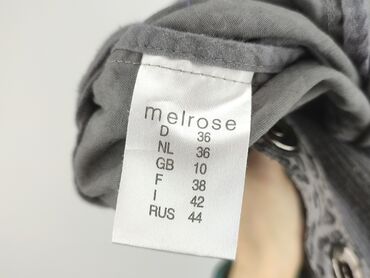 melrose
D 36
NL 36
GB 10
F 38
I 42
RUS 44